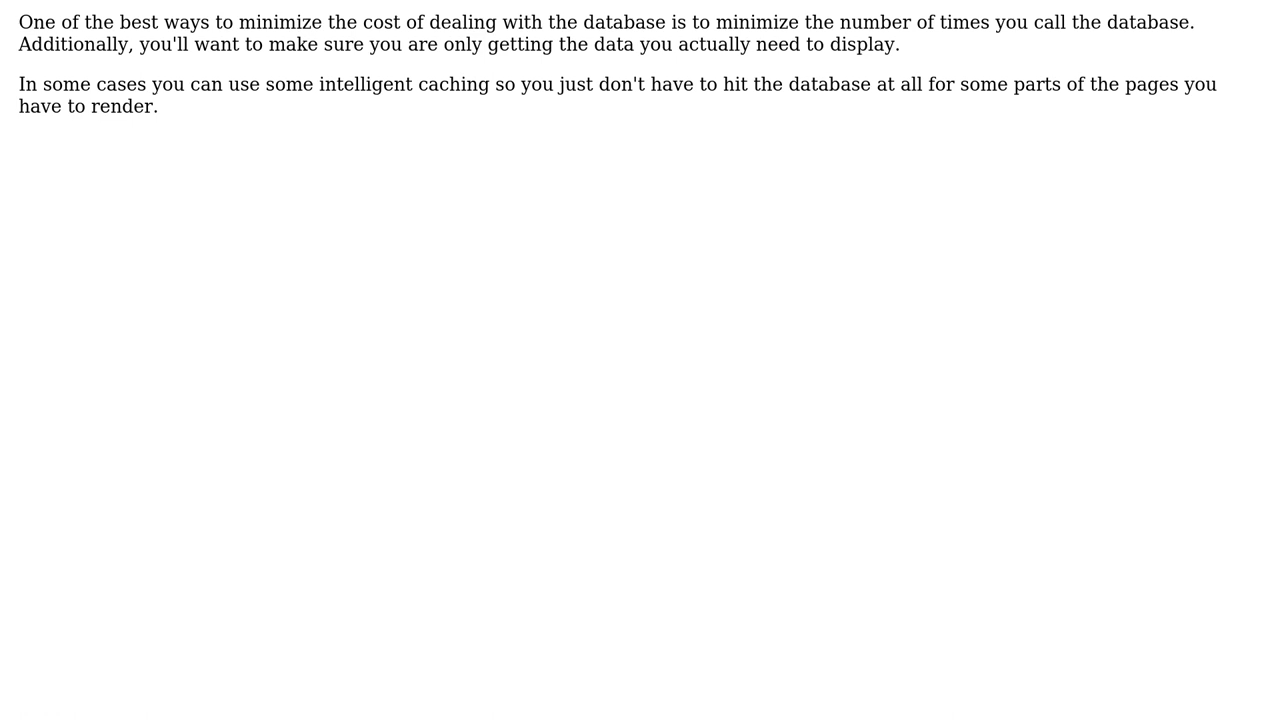 One of the best ways to minimize the cost of dealing with the database is to minimize the number of times you call the database.
Additionally, you'll want to make sure you are only getting the data you actually need to display.
In some cases you can use some intelligent caching so you just don't have to hit the database at all for some parts of the pages you
have to render.